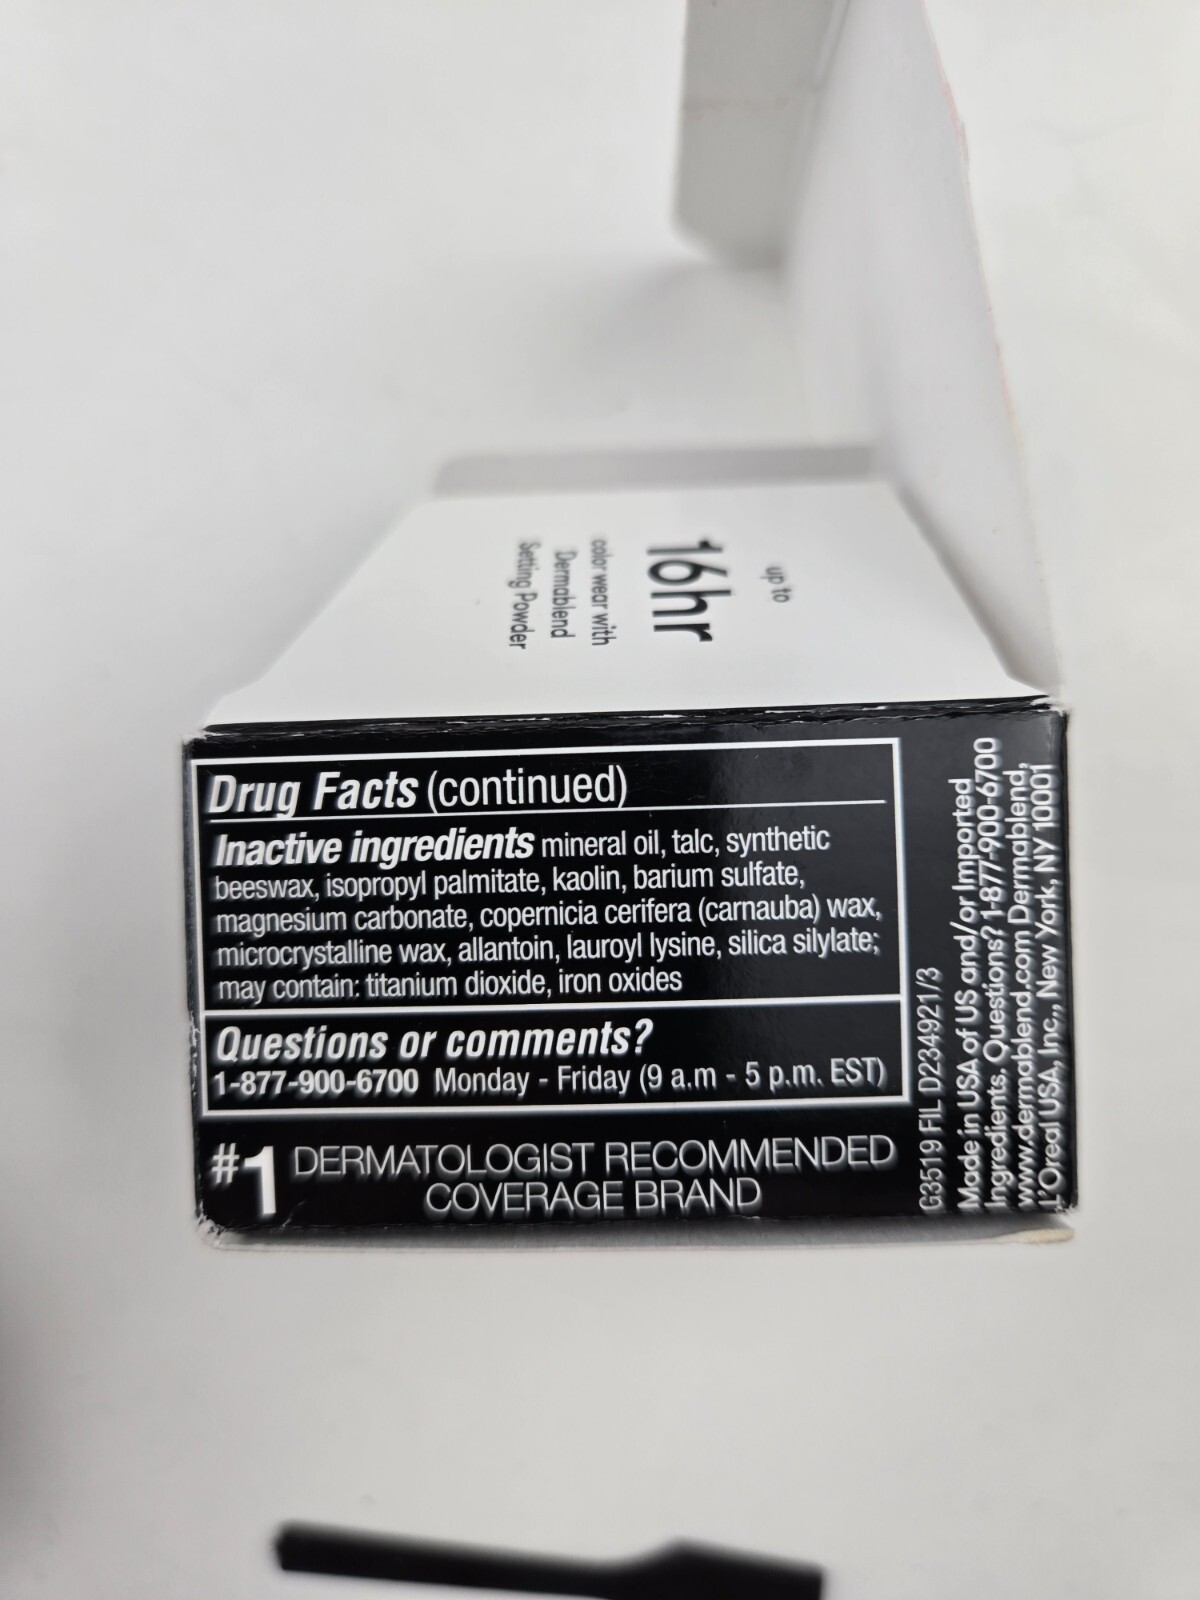 up to
16hr
color wear with
Dermablend
Setting Powder
Drug Facts (continued)
Inactive ingredients mineral oil, talc, synthetic
beeswax, isopropyl palmitate, kaolin, barium sulfate,
magnesium carbonate, copernicia cerifera (carnauba) wax,
microcrystalline wax, allantoin, lauroyl lysine, silica silylate;
may contain: titanium dioxide, iron oxides
Questions or comments?
1-877-900-6700 Monday - Friday (9 a.m - 5 p.m. EST)
#1 DERMATOLOGIST RECOMMENDED
COVERAGE BRAND
G3519 FIL D234921/3
Made in USA of US and/or Imported
Ingredients. Questions? 1-877-900-6700
www.dermablend.com Dermablend,
L'Oreal USA, Inc., New York, NY 10001